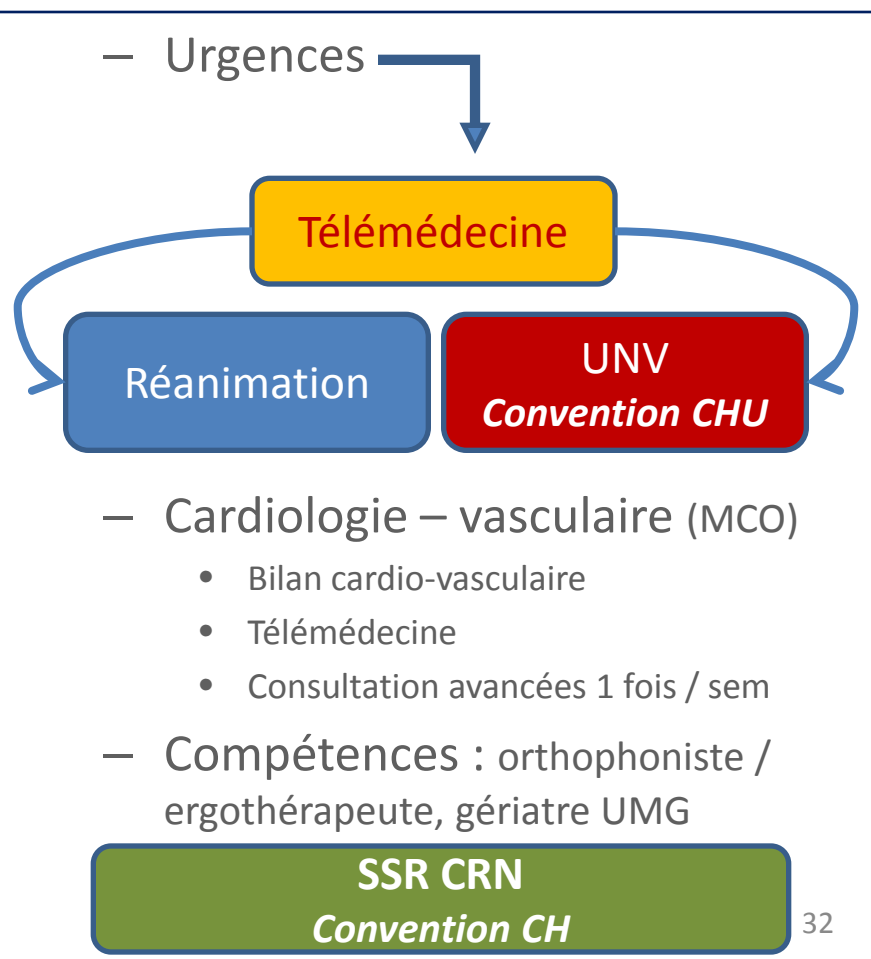 – Urgences
Télémédecine
Réanimation
UNV
Convention CHU
– Cardiologie – vasculaire (MCO)
• Bilan cardio-vasculaire
• Télémédecine
• Consultation avancées 1 fois / sem
– Compétences : orthophoniste /
ergothérapeute, gériatre UMG
SSR CRN
Convention CH
32